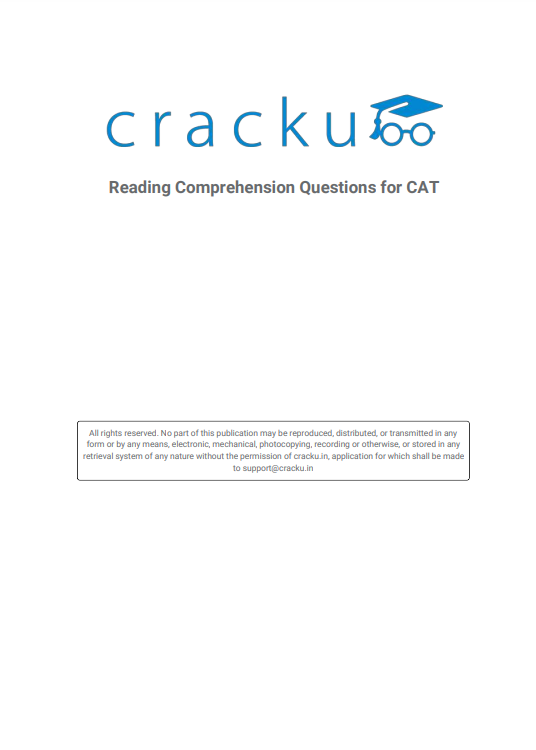 cracku
Reading Comprehension Questions for CAT
All rights reserved. No part of this publication may be reproduced, distributed, or transmitted in any
form or by any means, electronic, mechanical, photocopying, recording or otherwise, or stored in any
retrieval system of any nature without the permission of cracku.in, application for which shall be made
to support@cracku.in